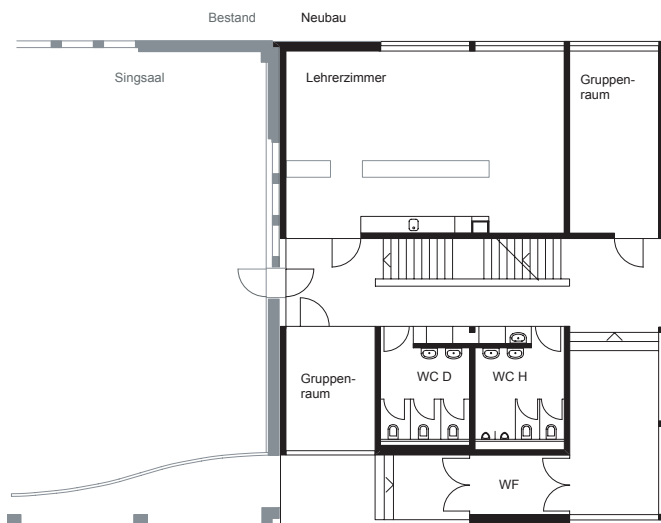 Bestand Neubau
Singsaal
Lehrerzimmer
Gruppen-
raum
Gruppen-
raum
WC D
WC H
WF